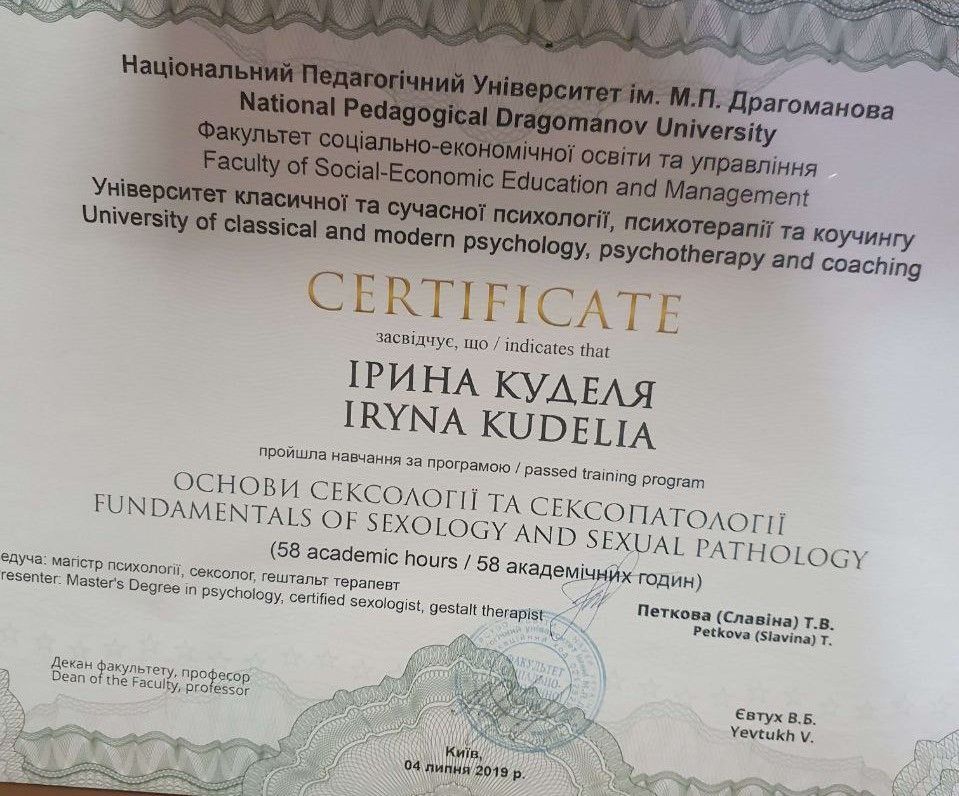 Національний Педагогічний Університет ім. М.П. Драгоманова
National Pedagogical Dragomanov University
Факультет соціально-економічної освіти та управління
Faculty of Social-Economic Education and Management
Університет класичної та сучасної психології, психотерапії та коучингу
University of classical and modern psychology, psychotherapy and coaching
CERTIFICATE
засвідчує, що / indicates that
ІРИНА КУДЕЛЯ
IRYNA KUDELIA
пройшла навчання за програмою / passed training program
ОСНОВИ СЕКСОЛОГІЇ ТА СЕКСОПАТОЛОГІЇ
FUNDAMENTALS OF SEXOLOGY AND SEXUAL PATHOLOGY
(58 academic hours / 58 академічних годин)
едуча: магістр психології, сексолог, гештальт терапевт
resenter: Master's Degree in psychology, certified sexologist, gestalt therapist
Петкова (Славіна) Т.В.
Petkova (Slavina) T.
Декан факультету, професор
Dean of the Faculty, professor
ФАКУЛЬТЕТ
Євтух В.Б.
Yevtukh V.
Київ,
04 липня 2019 р.